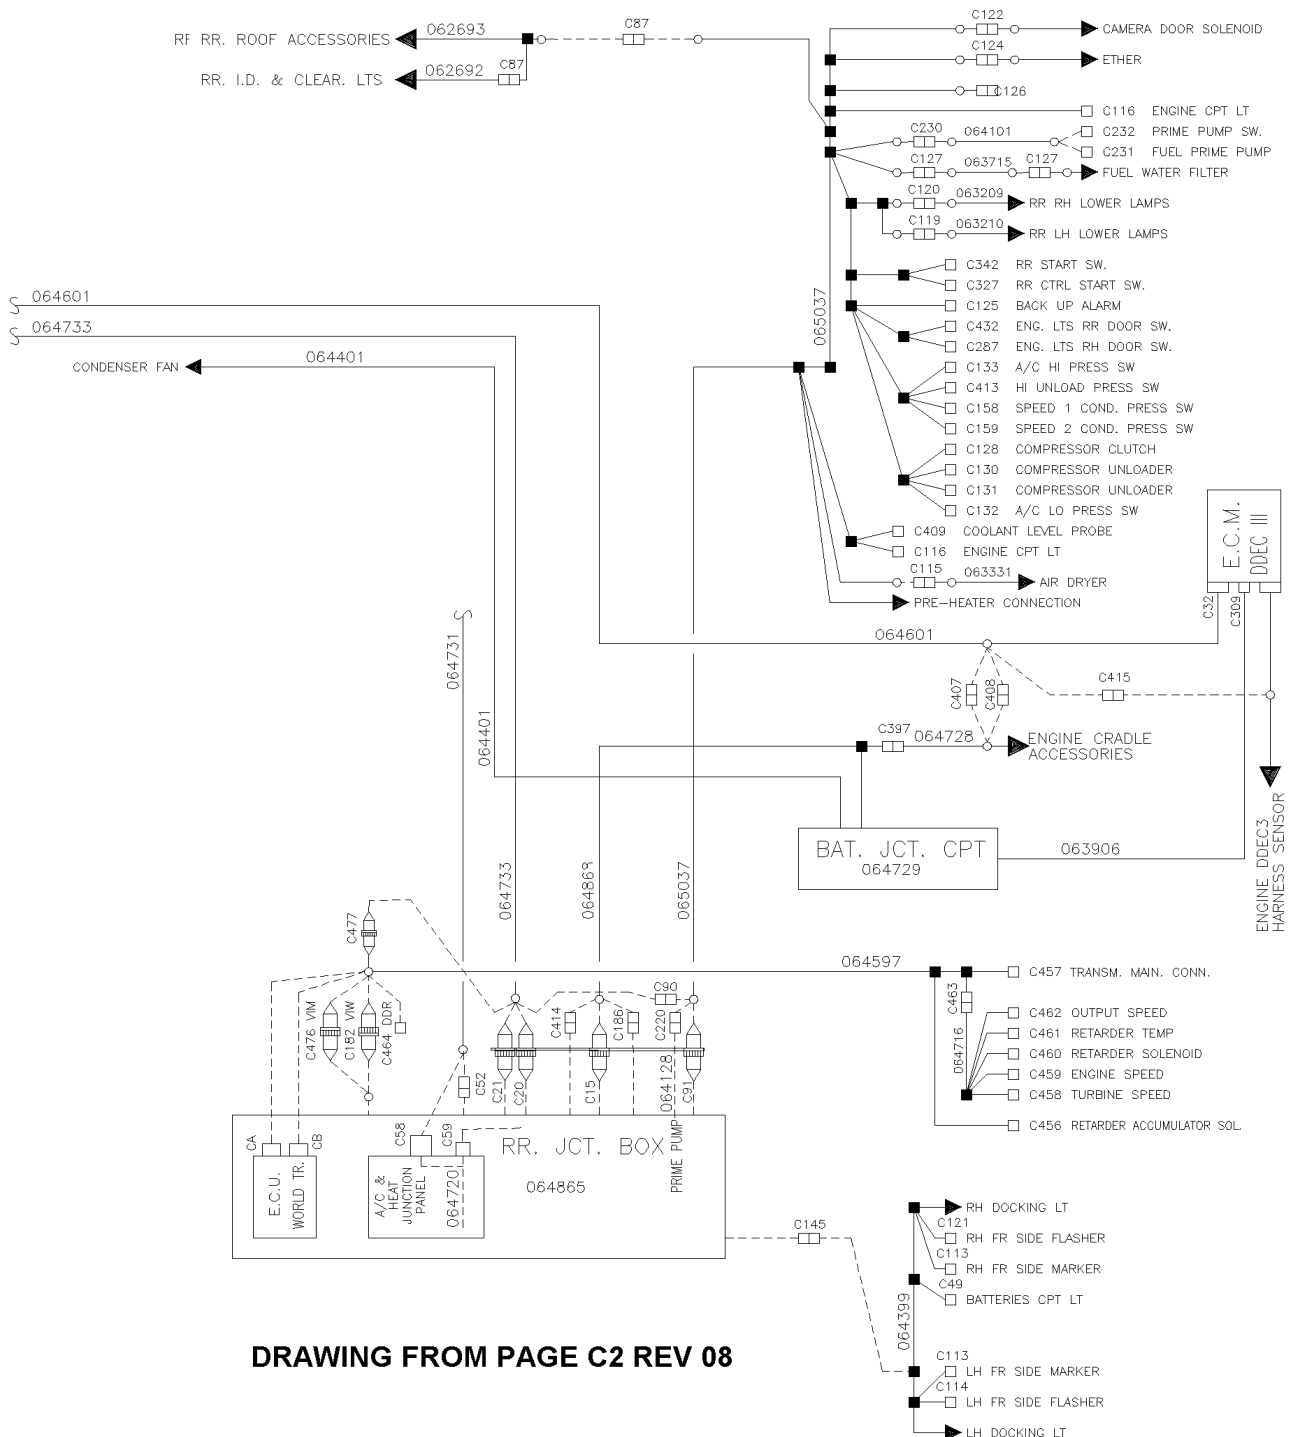 C87
C122
062693
RF RR. ROOF ACCESSORIES
CAMERA DOOR SOLENOID
C124
ETHER
C87
062692
RR. I.D. & CLEAR. LTS
C126
C116 ENGINE CPT LT
C230
064101
C232 PRIME PUMP SW.
C231 FUEL PRIME PUMP
C127
063715
C127
FUEL WATER FILTER
C120
063209
RR RH LOWER LAMPS
C119
063210
RR LH LOWER LAMPS
C342 RR START SW.
C327 RR CTRL START SW.
C125 BACK UP ALARM
C432 ENG. LTS RR DOOR SW.
C287 ENG. LTS RH DOOR SW.
C133 A/C HI PRESS SW
C413 HI UNLOAD PRESS SW
C158 SPEED 1 COND. PRESS SW
C159 SPEED 2 COND. PRESS SW
C128 COMPRESSOR CLUTCH
C130 COMPRESSOR UNLOADER
C131 COMPRESSOR UNLOADER
C132 A/C LO PRESS SW
065037
064601
064733
064401
CONDENSER FAN
C409 COOLANT LEVEL PROBE
C116 ENGINE CPT LT
C115
063331
AIR DRYER
PRE-HEATER CONNECTION
E.C.M.
DDEC III
C32
C309
064601
064731
064401
C407
C408
C415
C397
064728
ENGINE CRADLE
ACCESSORIES
BAT. JCT. CPT
064729
063906
ENGINE DDEC3
HARNESS SENSOR
064733
064869
065037
C477
064597
C457 TRANSM. MAIN. CONN.
C463
064716
C462 OUTPUT SPEED
C461 RETARDER TEMP
C460 RETARDER SOLENOID
C459 ENGINE SPEED
C458 TURBINE SPEED
C456 RETARDER ACCUMULATOR SOL.
C90
C476 VIM
C182 VIW
C464 DDR
C414
C186
C220
C52
C21
C20
C15
064128
C91
PRIME PUMP
CA
CB
C58
C59
RR. JCT. BOX
064865
E.C.U.
WORLD TR.
A/C &
HEAT
JUNCTION
PANEL
064720
C145
RH DOCKING LT
C121
RH FR SIDE FLASHER
C113
RH FR SIDE MARKER
C49
BATTERIES CPT LT
064399
C113
LH FR SIDE MARKER
C114
LH FR SIDE FLASHER
LH DOCKING LT
DRAWING FROM PAGE C2 REV 08